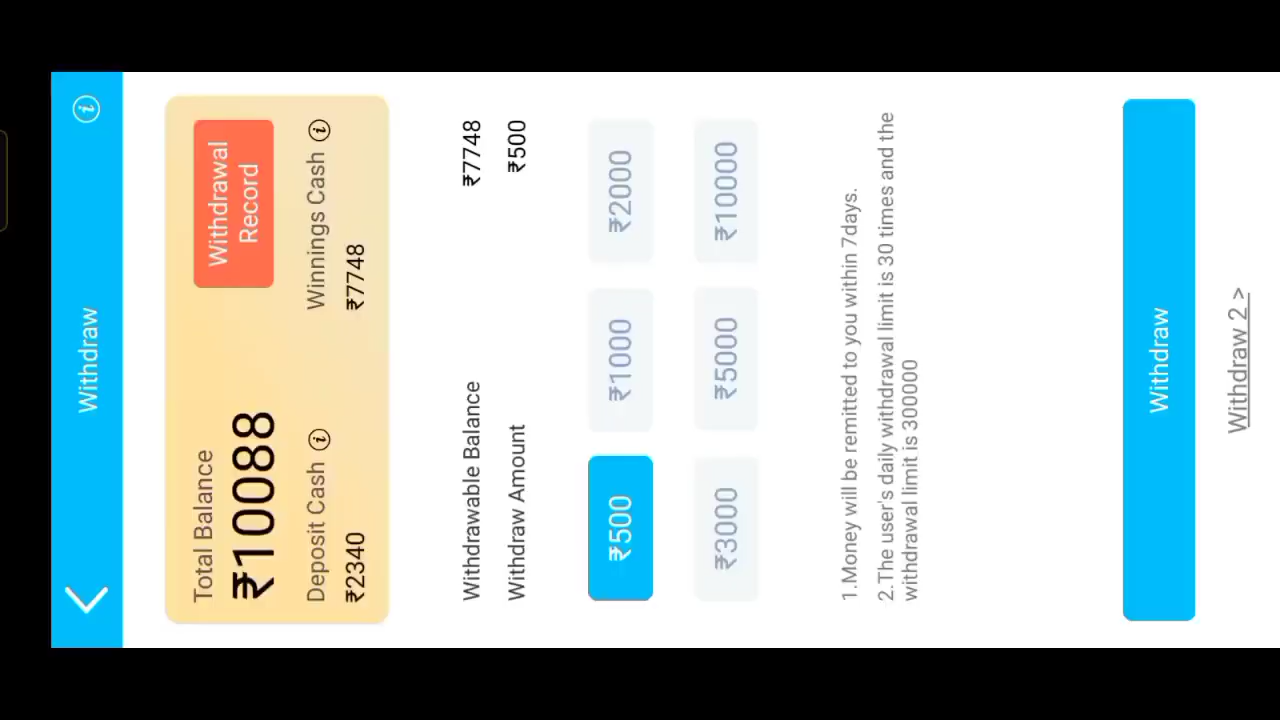 Withdraw
Total Balance
₹10088
Withdrawal
Record
Deposit Cash
Winnings Cash
₹2340
₹7748
Withdrawable Balance
₹7748
Withdraw Amount
₹500
₹500
₹1000
₹2000
₹3000
₹5000
₹10000
1.Money will be remitted to you within 7days.
2.The user's daily withdrawal limit is 30 times and the
withdrawal limit is 300000
Withdraw
Withdraw 2 >